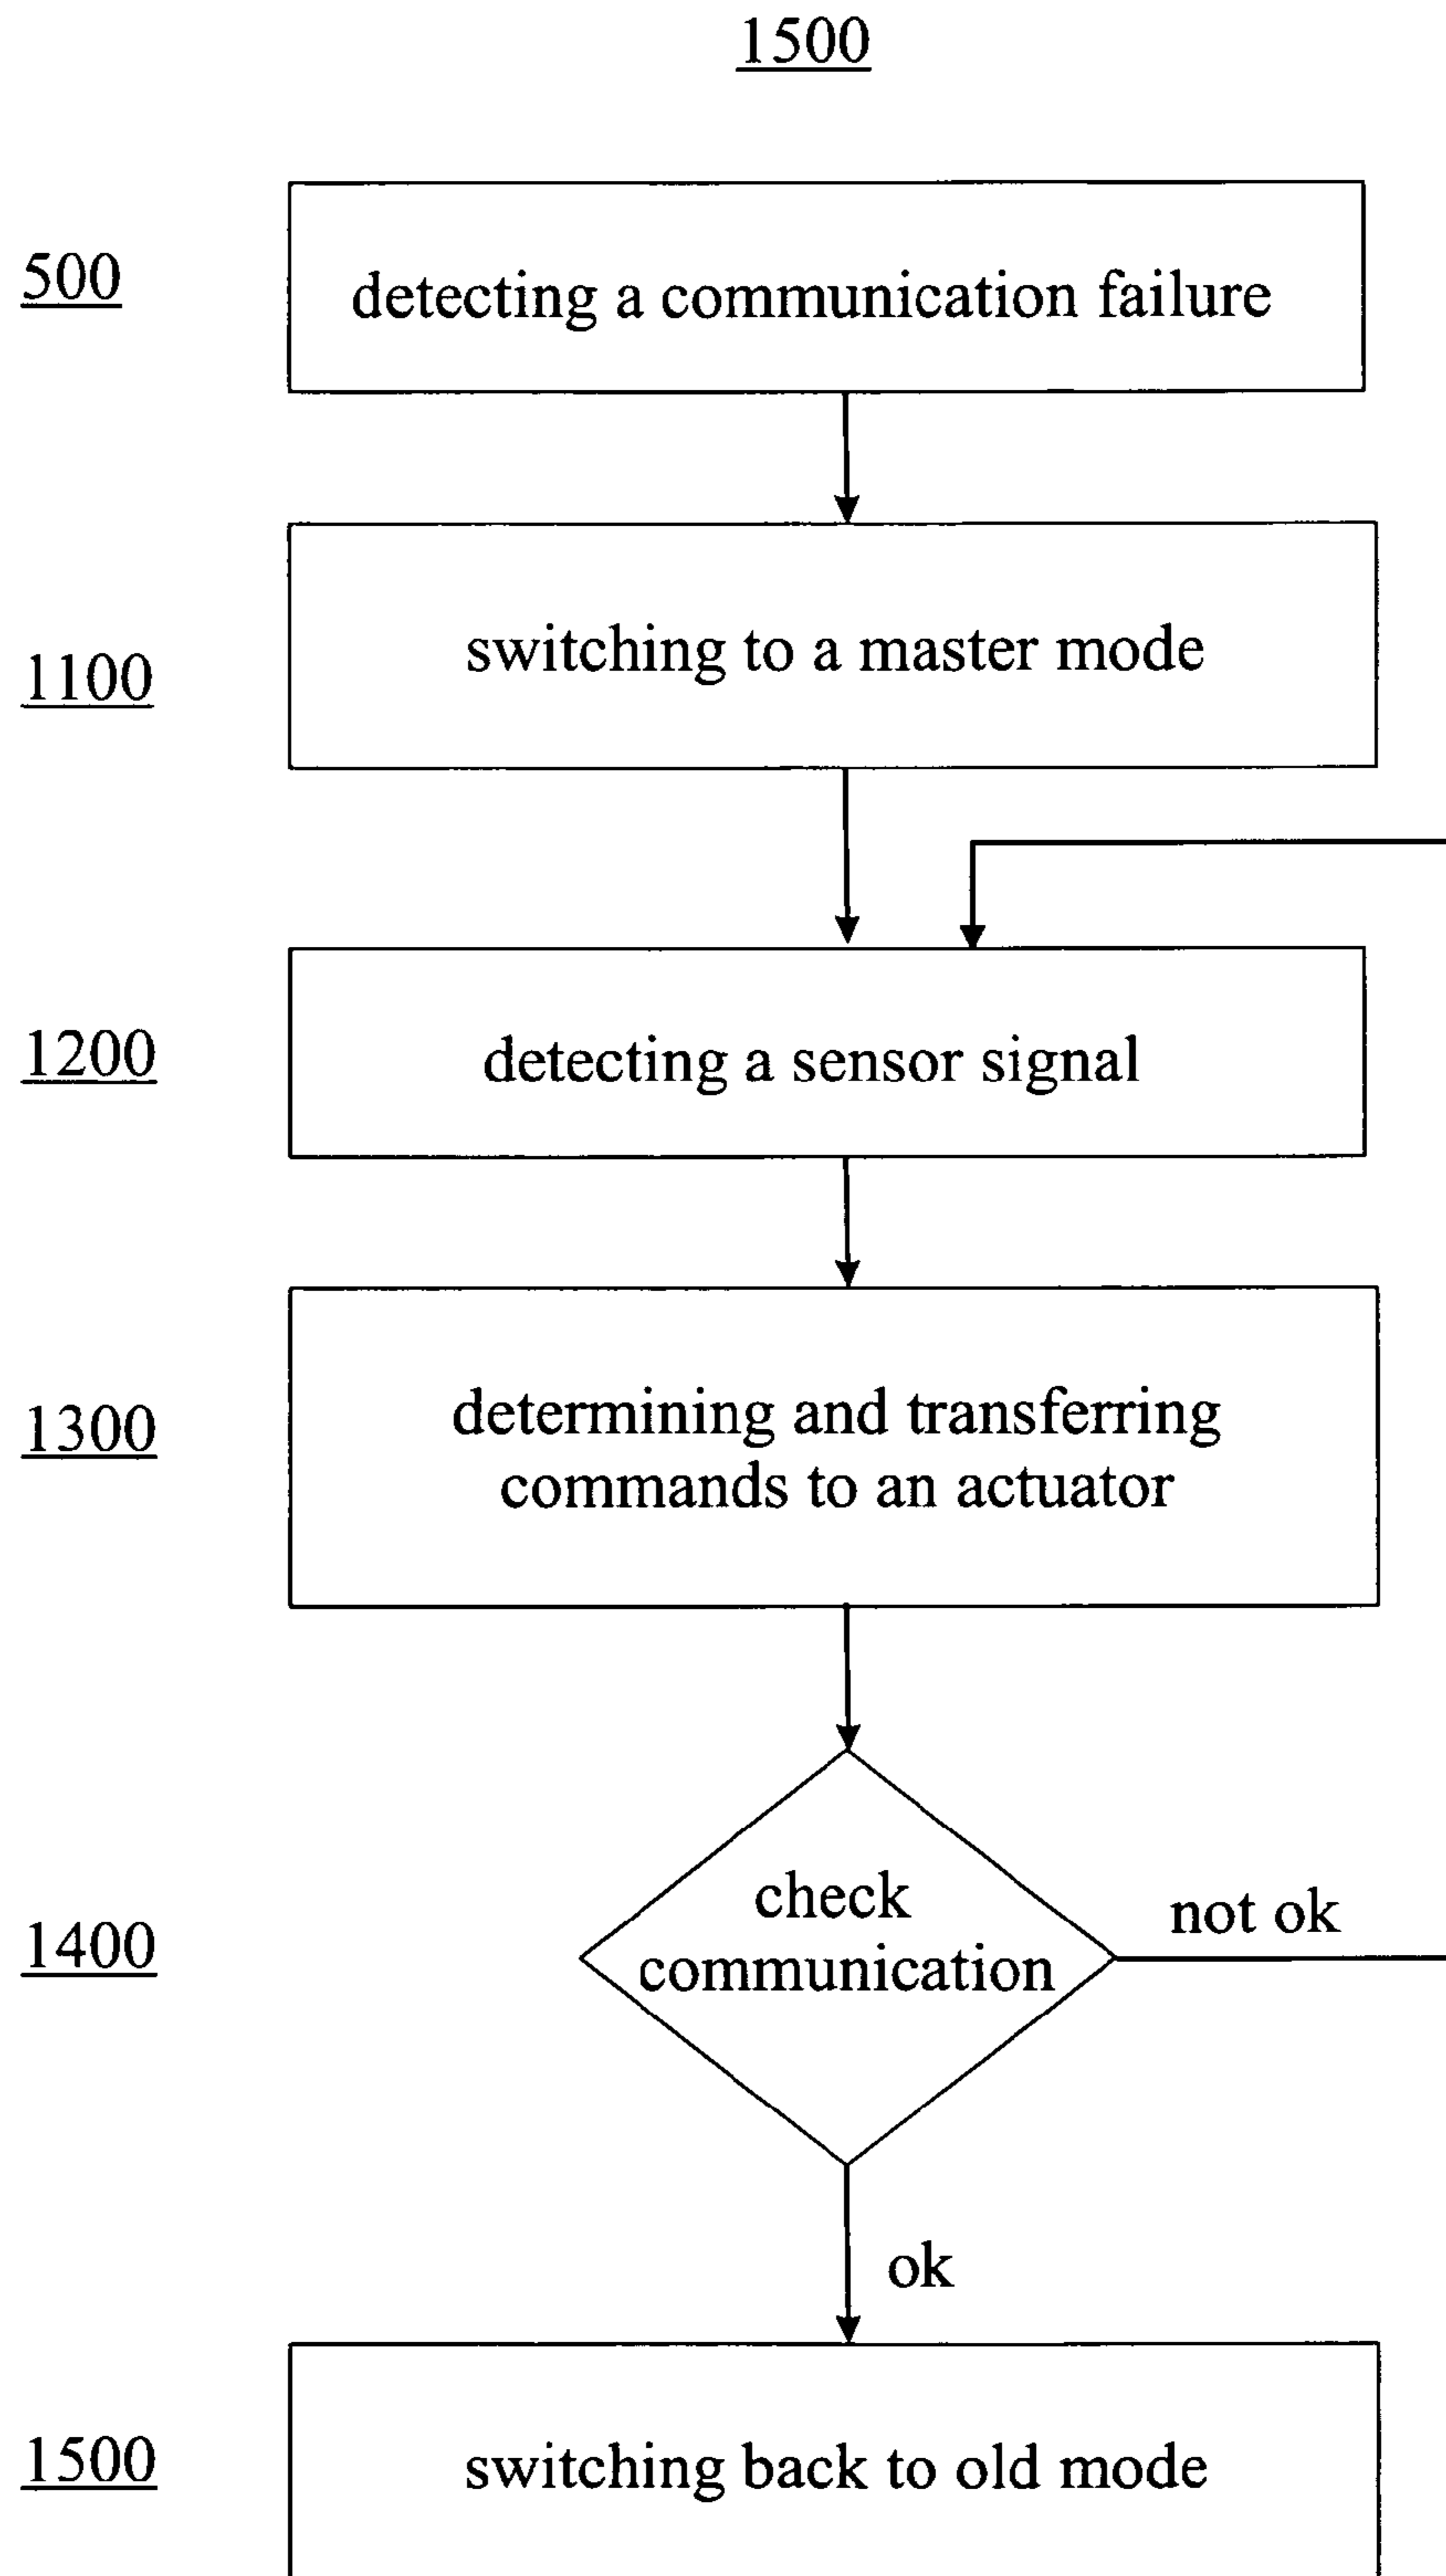 1500
500
detecting a communication failure
1100
switching to a master mode
1200
detecting a sensor signal
1300
determining and transferring
commands to an actuator
1400
check
communication
not ok
ok
1500
switching back to old mode